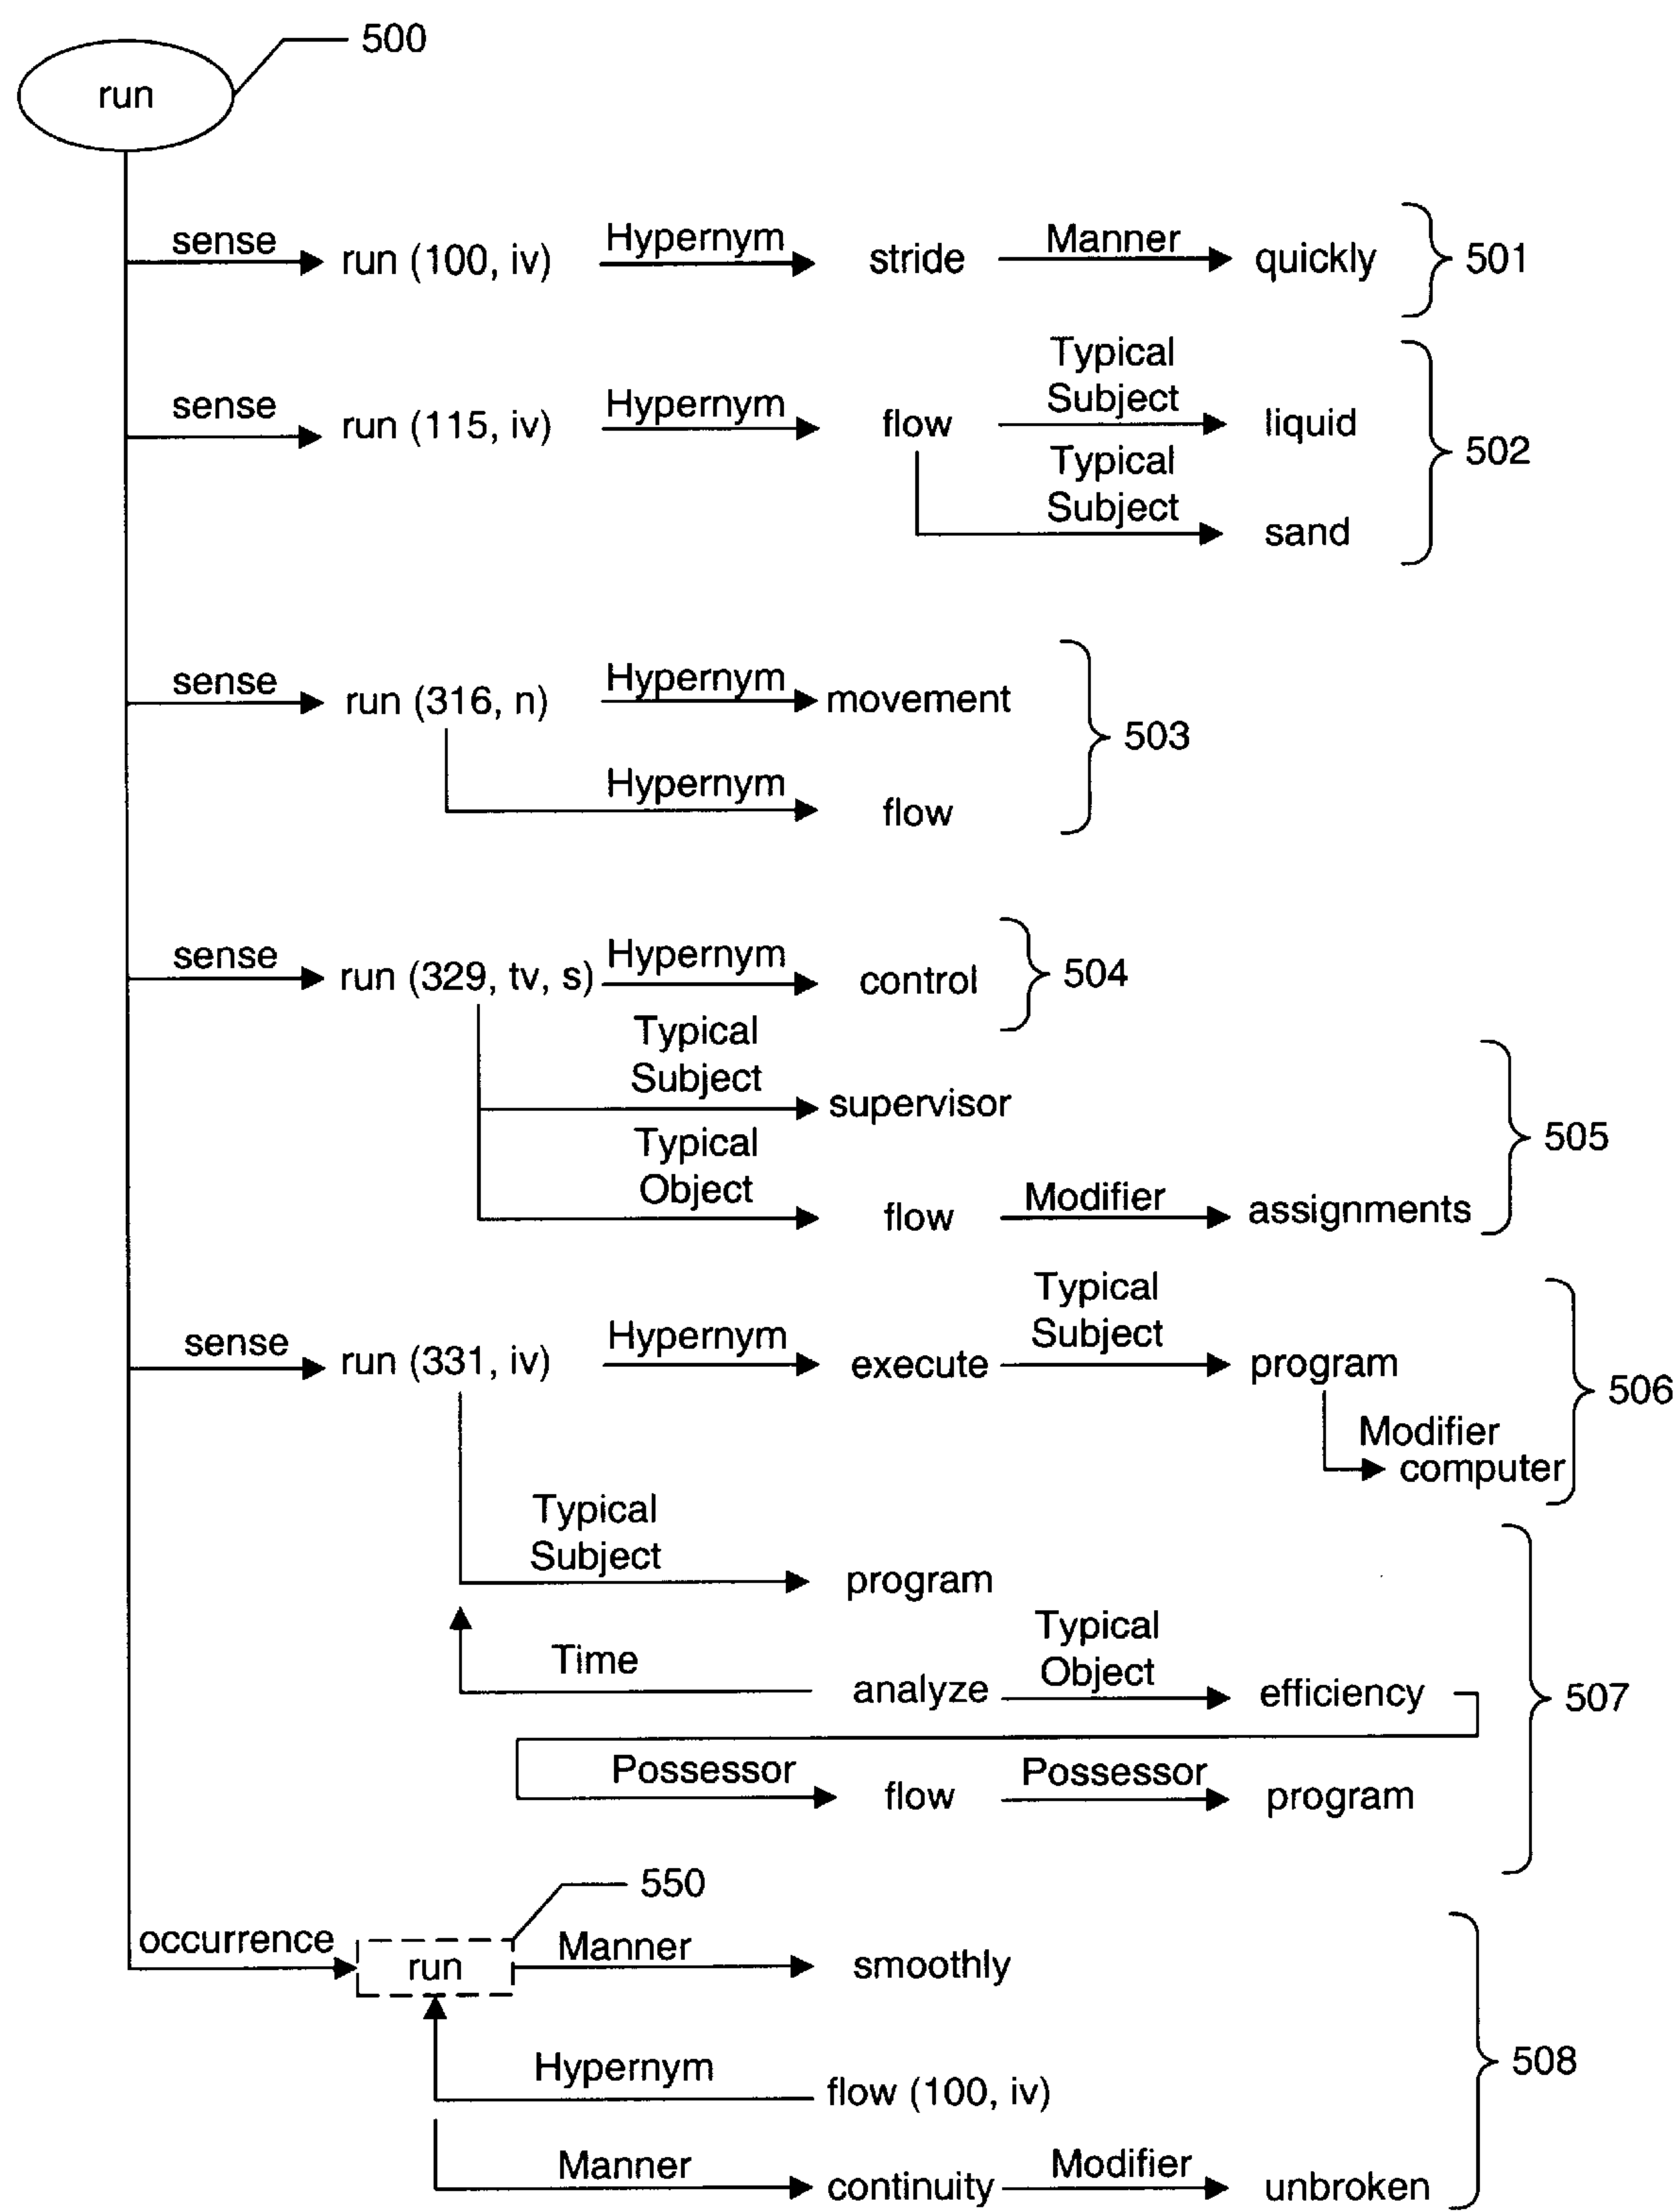 500
run
sense run (100, iv) Hypernym stride Manner quickly 501
Typical
Subject
sense run (115, iv) Hypernym flow liquid 502
Typical
Subject
sand
sense run (316, n) Hypernym movement 503
Hypernym flow
sense run (329, tv, s) Hypernym control 504
Typical
Subject
supervisor
505
Typical
Object
flow Modifier assignments
Typical
Subject
sense run (331, iv) Hypernym execute program 506
Modifier
computer
Typical
Subject
program
Time analyze
Typical
Object
efficiency 507
Possessor flow Possessor program
550
occurrence run Manner smoothly
508
Hypernym flow (100, iv)
Manner continuity Modifier unbroken